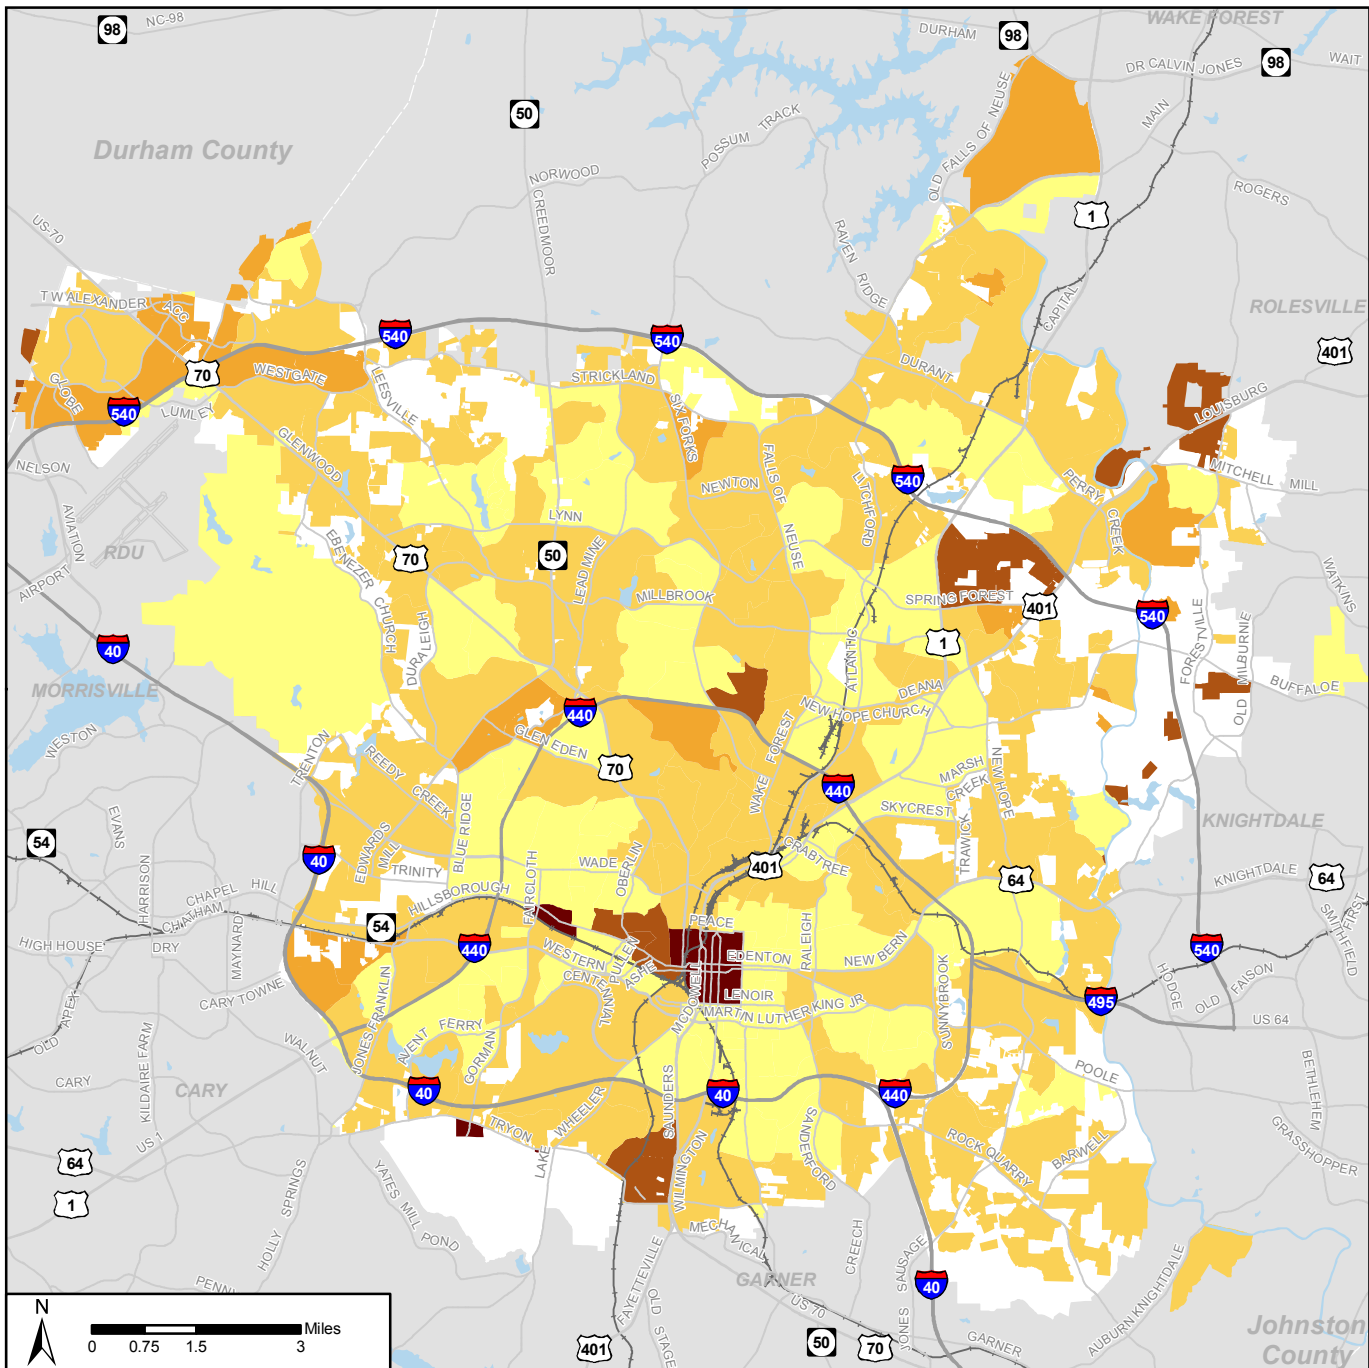 98
NC-98
WAKE FOREST
DURHAM
98
DR CALVIN JONES
98
WAIT
50
Durham County
POSSUM TRACK
OLD FALLS OF NEUSE
MAIN
NORWOOD
CREEDMOOR
ROGERS
US-70
RAVEN RIDGE
1
T W ALEXANDER
ACC
CAPITAL
ROLESVILLE
540
540
401
70
WESTGATE
LEESVILLE
STRICKLAND
DURANT
GLOBE
540
LUMLEY
SIX FORKS
LOUISBURG
GLENWOOD
NELSON
FALLS OF NEUSE
NEWTON
LITCHFORD
540
PERRY CREEK
MITCHELL MILL
AVIATION
LYNN
RDU
EBENEZER CHURCH
70
50
LEAD MINE
AIRPORT
MILLBROOK
SPRING FOREST
401
540
WATKINS
40
DURALEIGH
ATLANTIC
1
FORESTVILLE
OLD MILBURNIE
MORRISVILLE
BUFFALOE
DEANA
440
NEW HOPE CHURCH
WESTON
TRENTON
REEDY CREEK
GLEN EDEN
70
WAKE FOREST
MARSH CREEK
NEW HOPE
440
SKYCREST
EVANS
54
KNIGHTDALE
40
EDWARDS MILL
BLUE RIDGE
WADE
OBERLIN
401
CRABTREE
TRAWICK
64
KNIGHTDALE
64
TRINITY
FAIRCLOTH
HARRISON
CHAPEL HILL
CHATHAM
HILLSBOROUGH
SMITHFIELD
FIRST
HIGH HOUSE
DRY
MAYNARD
54
440
PEACE
PULLEN
WESTERN
ASHE
EDENTON
RALEIGH
NEW BERN
540
CENTENNIAL
MCDOWELL
LENOIR
SUNNYBROOK
HODGE
OLD FAISON
CARY TOWNE
JONES FRANKLIN
MARTIN LUTHER KING JR
495
US 64
OLD APEX
AVENT FERRY
GORMAN
KILDAIRE FARM
WALNUT
CARY
CARY
40
SAUNDERS
40
440
POOLE
BETHLEHEM
US 1
TRYON
LAKE WHEELER
SANDERFORD
ROCK QUARRY
BARWELL
GRASSHOPPER
64
1
WILMINGTON
HOLLY SPRINGS
YATES MILL POND
MECHANICAL
CREECH
JONES SAUSAGE
FAYETTEVILLE
GARNER
40
AUBURN KNIGHTDALE
PENNY
OLD STAGE
US 70
N
Miles
0 0.75 1.5 3
401
50
70
GARNER
JONES
Johnston County